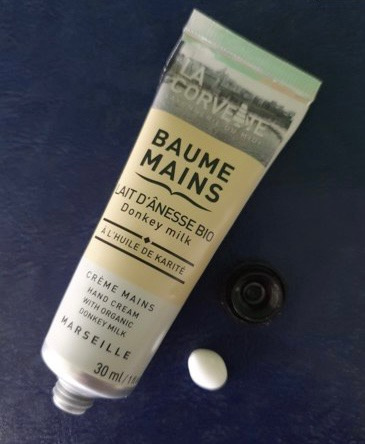 LA
CORVETTE
BAUME
MAINS
LAIT D'ÂNESSE BIO
Donkey milk
À L'HUILE DE KARITÉ
CRÈME MAINS
HAND CREAM
WITH ORGANIC
DONKEY MILK
MARSEILLE
30 ml